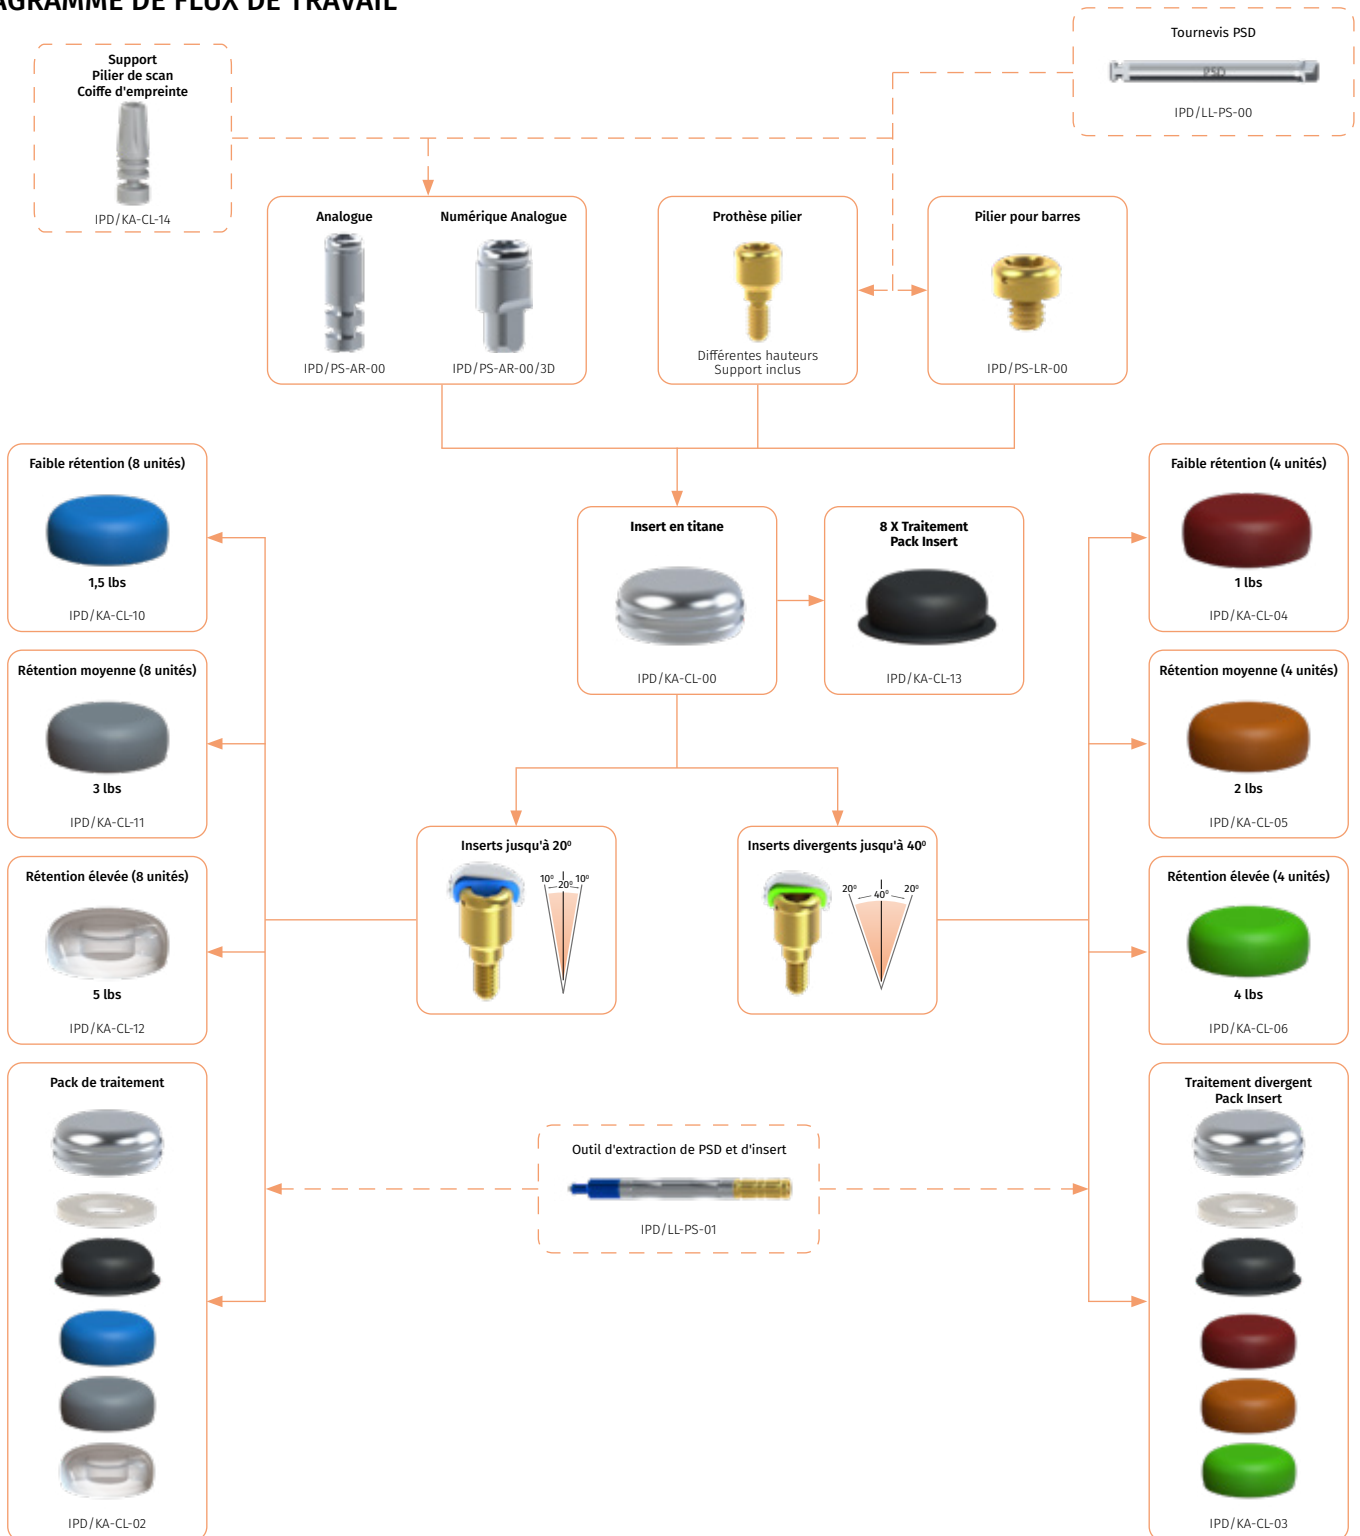 AGRAMME DE FLUX DE TRAVAIL
Tournevis PSD
PSD
IPD/LL-PS-00
Support
Pilier de scan
Coiffe d'empreinte
IPD/KA-CL-14
Analogue
IPD/PS-AR-00
Numérique Analogue
IPD/PS-AR-00/3D
Prothèse pilier
Différentes hauteurs
Support inclus
Pilier pour barres
IPD/PS-LR-00
Faible rétention (8 unités)
1,5 lbs
IPD/KA-CL-10
Rétention moyenne (8 unités)
3 lbs
IPD/KA-CL-11
Rétention élevée (8 unités)
5 lbs
IPD/KA-CL-12
Pack de traitement
IPD/KA-CL-02
Insert en titane
IPD/KA-CL-00
8 X Traitement
Pack Insert
IPD/KA-CL-13
Inserts jusqu'à 20º
10º
20º
10º
Inserts divergents jusqu'à 40º
20º
40º
20º
Outil d'extraction de PSD et d'insert
IPD/LL-PS-01
Faible rétention (4 unités)
1 lbs
IPD/KA-CL-04
Rétention moyenne (4 unités)
2 lbs
IPD/KA-CL-05
Rétention élevée (4 unités)
4 lbs
IPD/KA-CL-06
Traitement divergent
Pack Insert
IPD/KA-CL-03